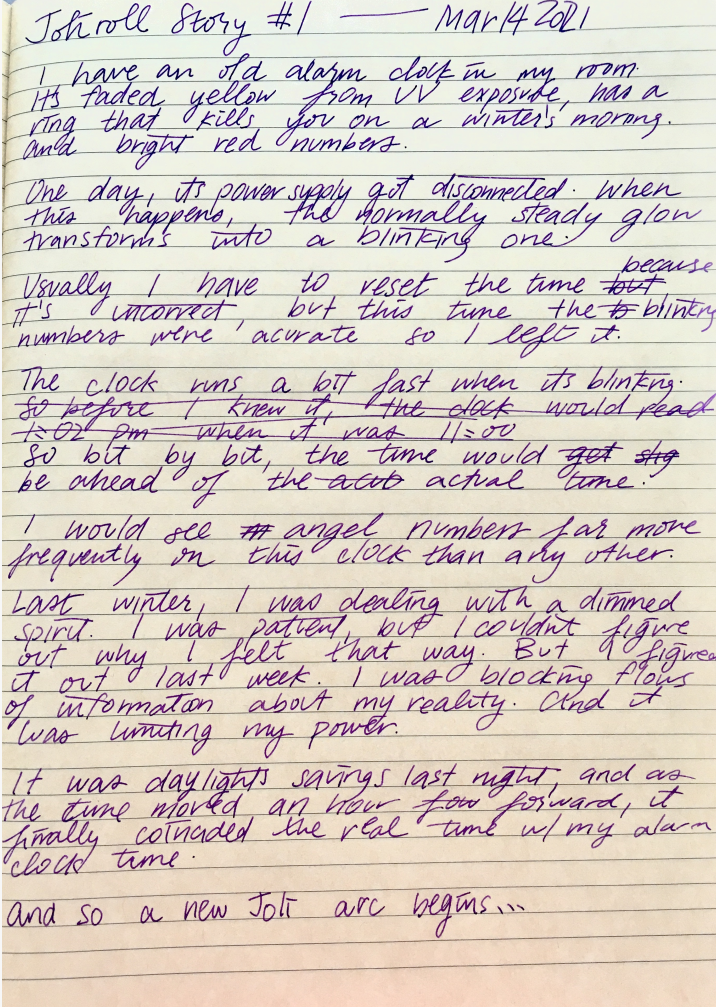 Joti roll Story #1 — Mar 14 2021
I have an old alarm clock in my room.
It's faded yellow from UV exposure, has a
ring that kills you on a winter's morning.
and bright red numbers.
One day, its power supply got disconnected. When
this happens, the normally steady glow
transforms into a blinking one.
because
Usually I have to reset the time but
it's incorrect, but this time the b blinking
numbers were acurate so I left it.
The clock runs a bit fast when its blinking.
So before I knew it, the clock would read
1:02 pm when it was 11:00
So bit by bit, the time would get
be ahead of the actual time.
I would see angel numbers far more
frequently on this clock than any other.
Last winter, I was dealing with a dimmed
spirit. I was patient, but I couldn't figure
out why I felt that way. But I figured
it out last week. I was blocking flows
of information about my reality. And it
was limiting my power.
It was daylights savings last night, and as
the time moved an hour fow forward, it
finally coincided the real time w/ my alarm
clock time.
And so a new Joti arc begins...